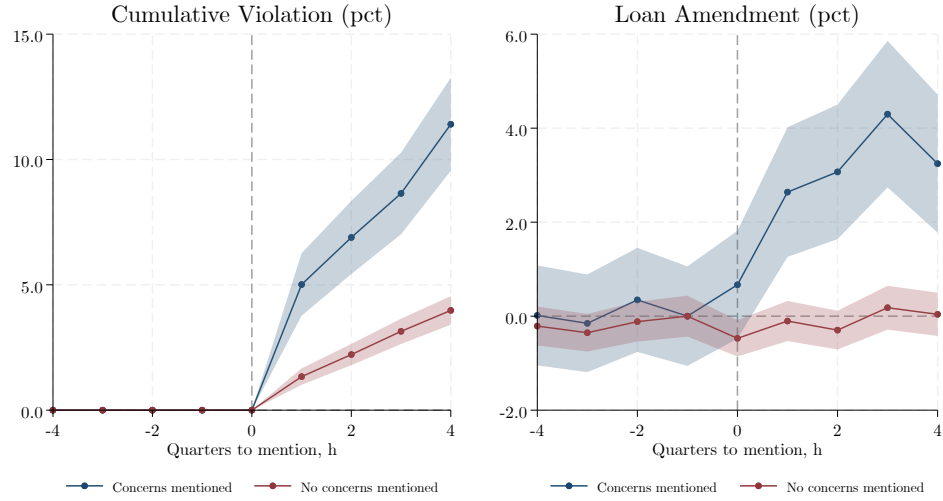 Cumulative Violation (pct)
15.0
10.0
5.0
0.0
-4
-2
0
2
4
Quarters to mention, h
Concerns mentioned
No concerns mentioned
Loan Amendment (pct)
6.0
4.0
2.0
0.0
-2.0
-4
-2
0
2
4
Quarters to mention, h
Concerns mentioned
No concerns mentioned